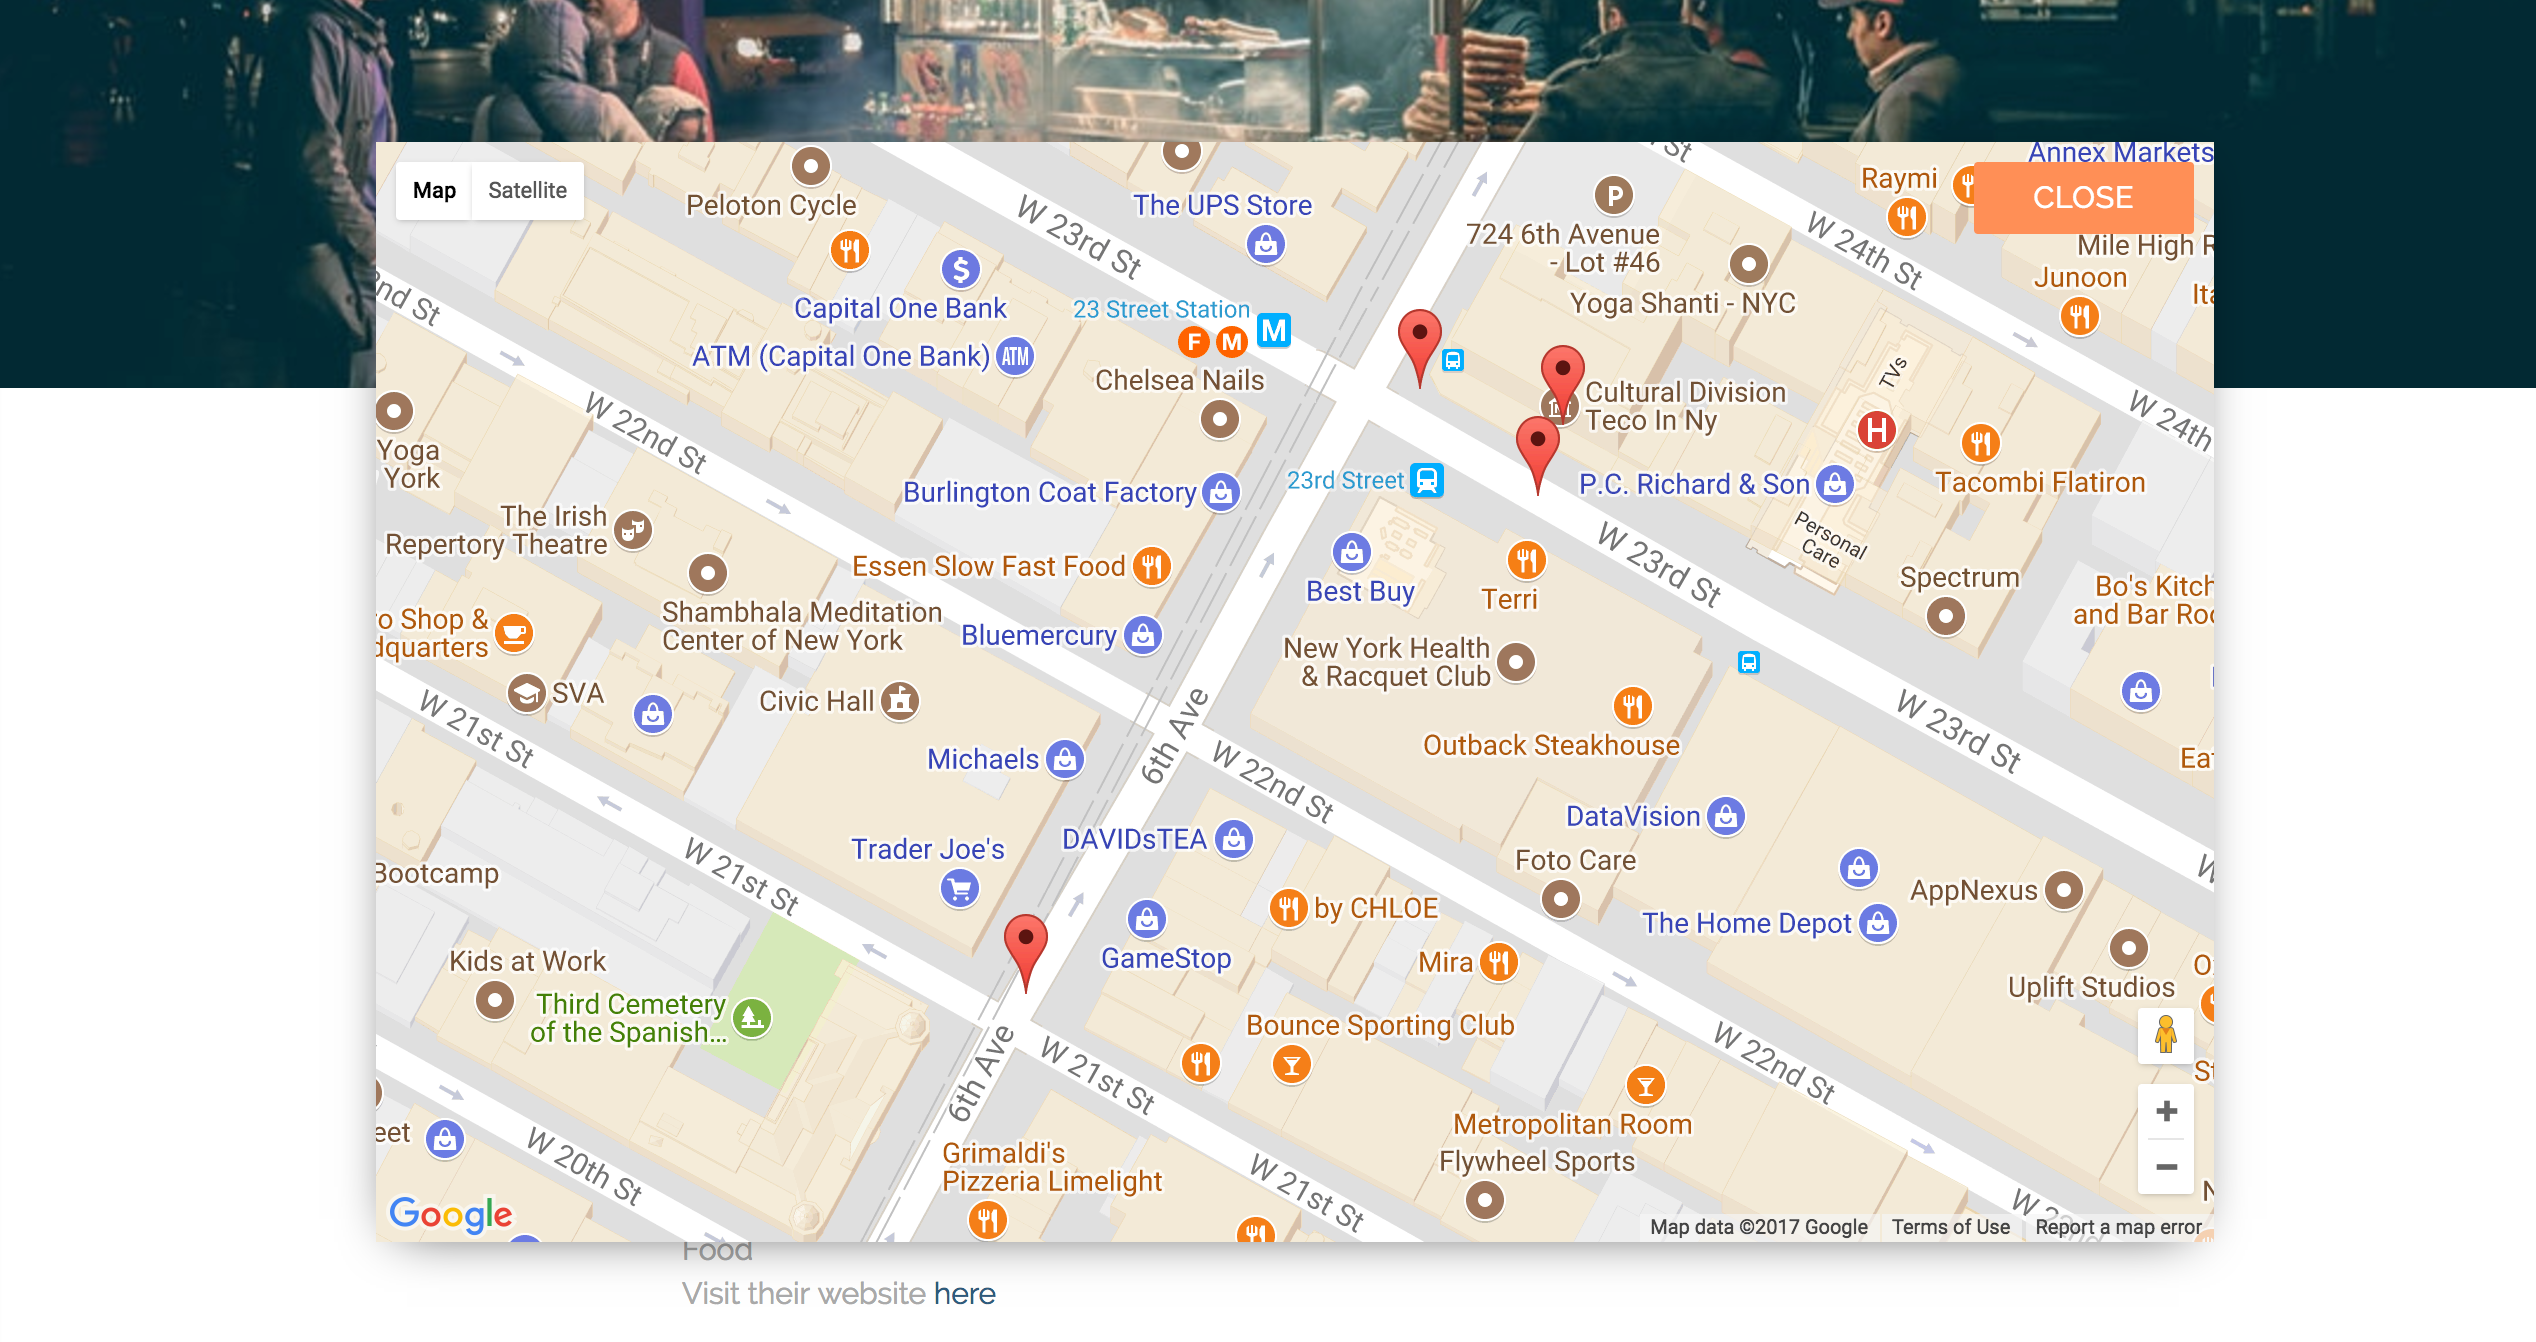 Map
Satellite
CLOSE
Annex Markets
Raymi
Peloton Cycle
The UPS Store
W 23rd St
724 6th Avenue
- Lot #46
W 24th St
Mile High
Junoon
Yoga Shanti - NYC
Capital One Bank
23 Street Station
M
F
M
ATM (Capital One Bank)
ATM
Chelsea Nails
TVs
Cultural Division
Teco In Ny
W 24th
W 22nd St
Yoga
York
H
P
Burlington Coat Factory
23rd Street
P.C. Richard & Son
Tacombi Flatiron
The Irish
Repertory Theatre
Personal
Care
W 23rd St
Essen Slow Fast Food
Best Buy
Terri
Spectrum
Bo's
and Bar
Shop &
Shambhala Meditation
Center of New York
Bluemercury
New York Health
& Racquet Club
SVA
Civic Hall
6th Ave
W 21st St
W 23rd St
Michaels
Outback Steakhouse
W 22nd St
DataVision
Trader Joe's
DAVIDsTEA
Foto Care
Bootcamp
W 21st St
by CHLOE
AppNexus
The Home Depot
GameStop
Mira
Kids at Work
Uplift Studios
Third Cemetery
of the Spanish...
Bounce Sporting Club
6th Ave
W 21st St
W 22nd St
Metropolitan Room
Flywheel Sports
W 20th St
Grimaldi's
Pizzeria Limelight
W 21st St
Google
Map data ©2017 Google
Terms of Use
Report a map error
Food
Visit their website here